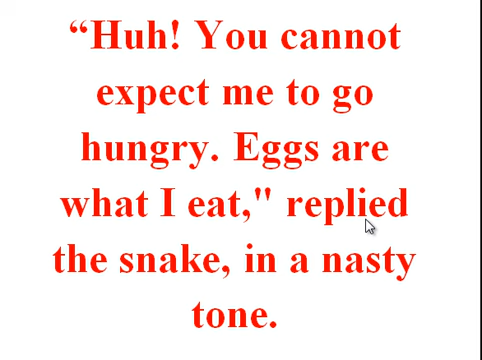 “Huh! You cannot
expect me to go
hungry. Eggs are
what I eat," replied
the snake, in a nasty
tone.